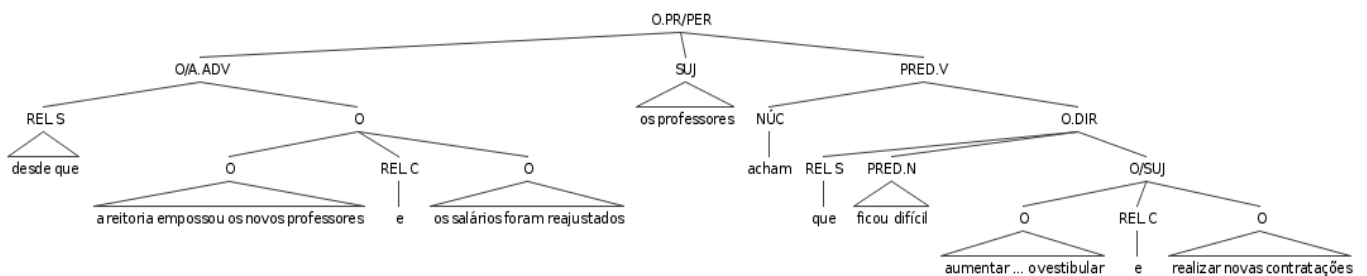 O.PR/PER
O/A.ADV SUJ PRED.V
REL.S O os professores NÚC O.DIR
desde que O REL.C O acham REL.S PRED.N O/SUJ
a reitoria empossou os novos professores e os salários foram reajustados que ficou difícil O REL.C O
aumentar ... o vestibular e realizar novas contratações